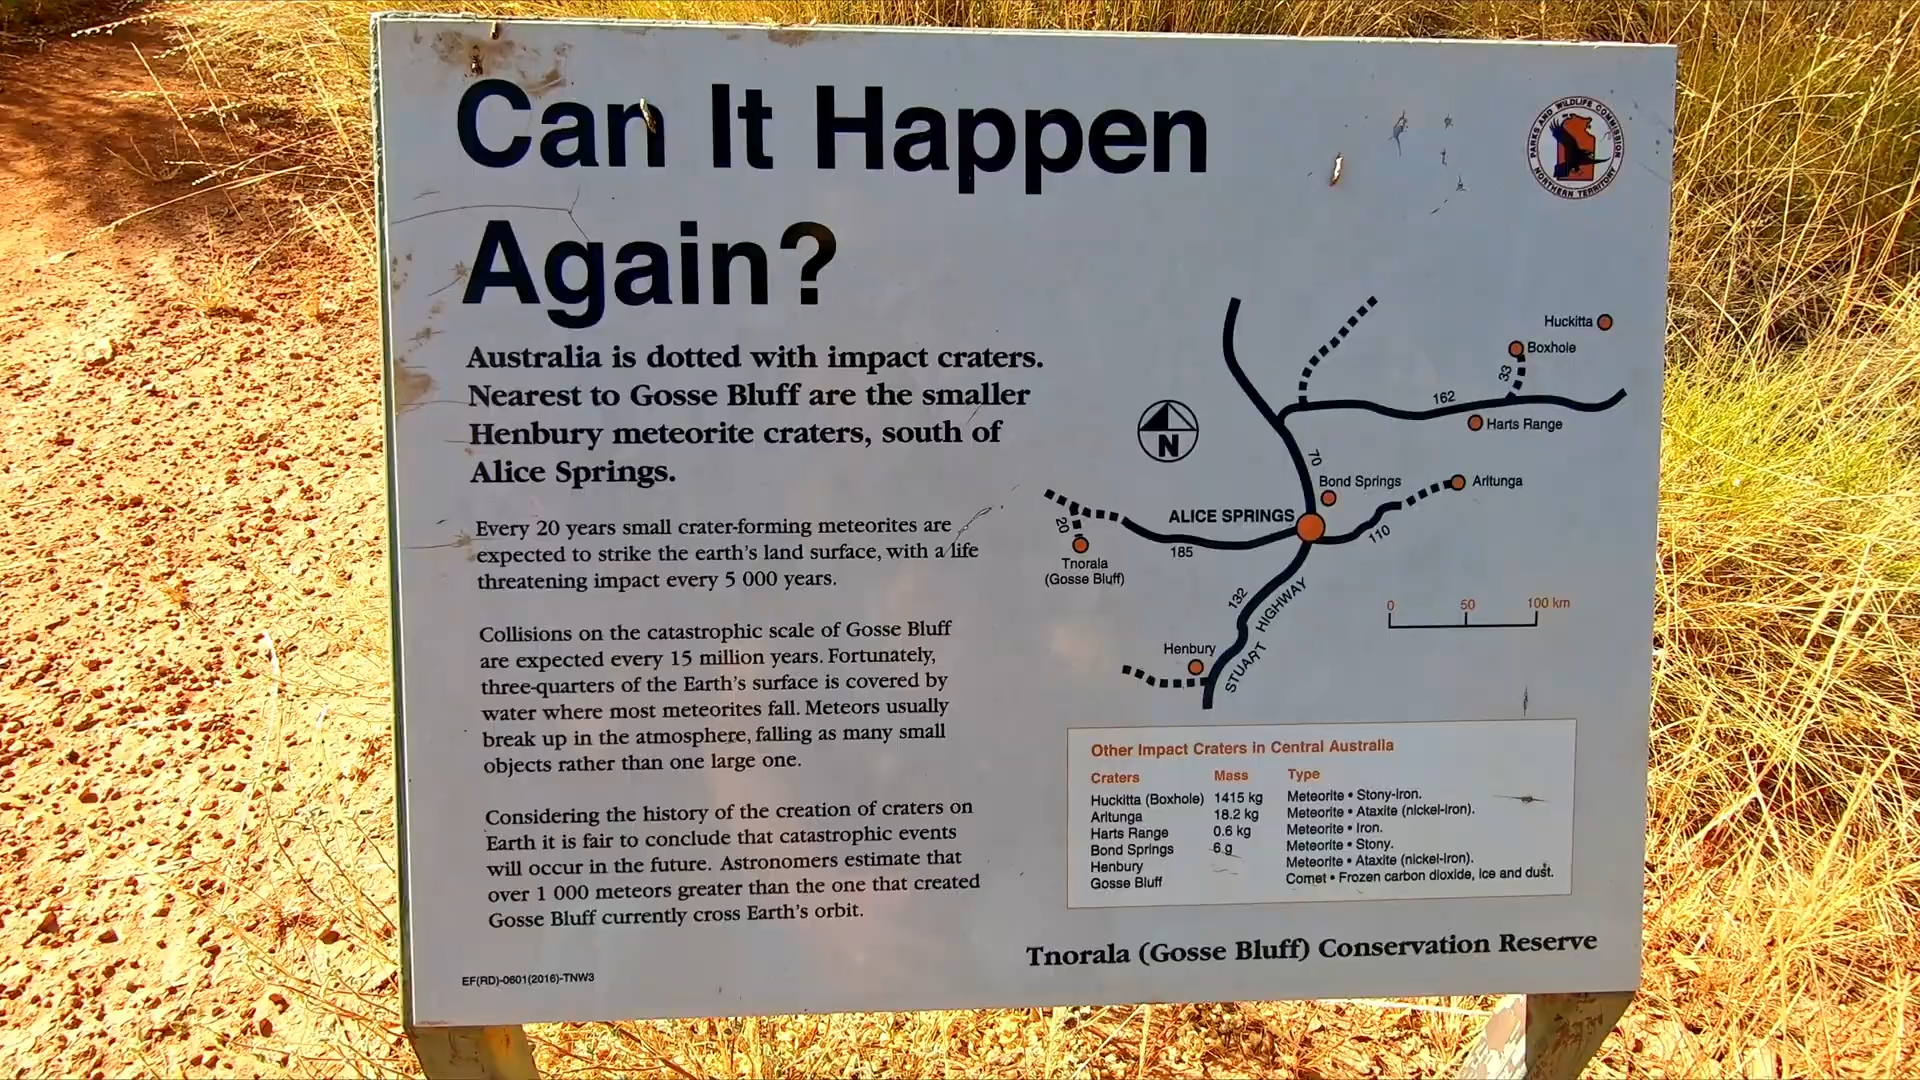 Can It Happen
Again?
PARKS AND WILDLIFE COMMISSION
NORTHERN TERRITORY
Australia is dotted with impact craters.
Nearest to Gosse Bluff are the smaller
Henbury meteorite craters, south of
Alice Springs.
Every 20 years small crater-forming meteorites are
expected to strike the earth's land surface, with a life
threatening impact every 5 000 years.
Collisions on the catastrophic scale of Gosse Bluff
are expected every 15 million years. Fortunately,
three-quarters of the Earth's surface is covered by
water where most meteorites fall. Meteors usually
break up in the atmosphere, falling as many small
objects rather than one large one.
Considering the history of the creation of craters on
Earth it is fair to conclude that catastrophic events
will occur in the future. Astronomers estimate that
over 1 000 meteors greater than the one that created
Gosse Bluff currently cross Earth's orbit.
EF(RD)-0601(2016)-TNW3
Huckitta
Boxhole
33
162
Harts Range
N
70
Bond Springs
Arltunga
ALICE SPRINGS
110
20
185
Tnorala
(Gosse Bluff)
132
STUART HIGHWAY
0 50 100 km
Henbury
Other Impact Craters in Central Australia
Craters Mass Type
Huckitta (Boxhole) 1415 kg Meteorite • Stony-iron.
Arltunga 18.2 kg Meteorite • Ataxite (nickel-iron).
Harts Range 0.6 kg Meteorite • Iron.
Bond Springs 6 g Meteorite • Stony.
Henbury Meteorite • Ataxite (nickel-iron).
Gosse Bluff Comet • Frozen carbon dioxide, ice and dust.
Tnorala (Gosse Bluff) Conservation Reserve